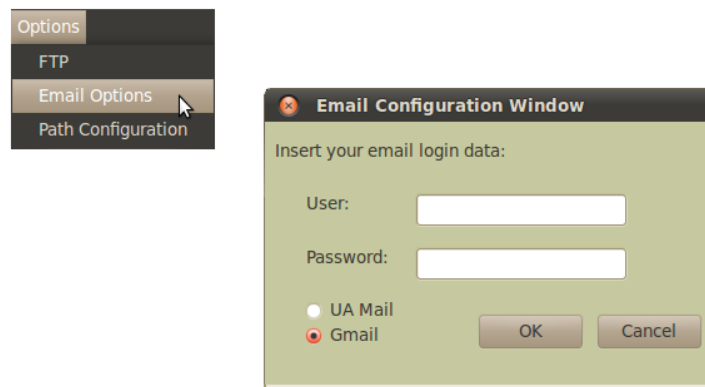 Options
FTP
Email Options
Path Configuration
Email Configuration Window
Insert your email login data:
User:
Password:
UA Mail
Gmail
OK
Cancel